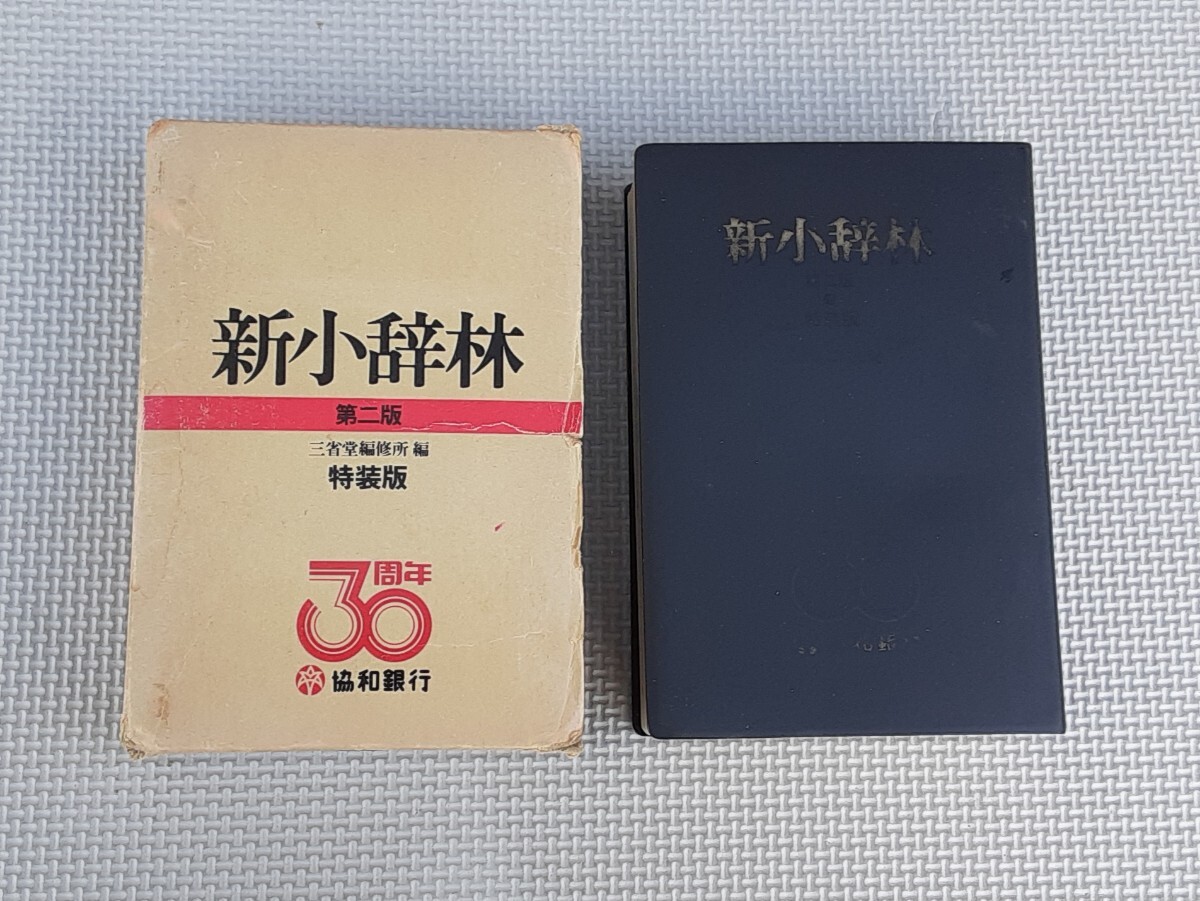 新小辞林
第二版
三省堂編修所 編
特装版
30周年
協和銀行
新小辞林